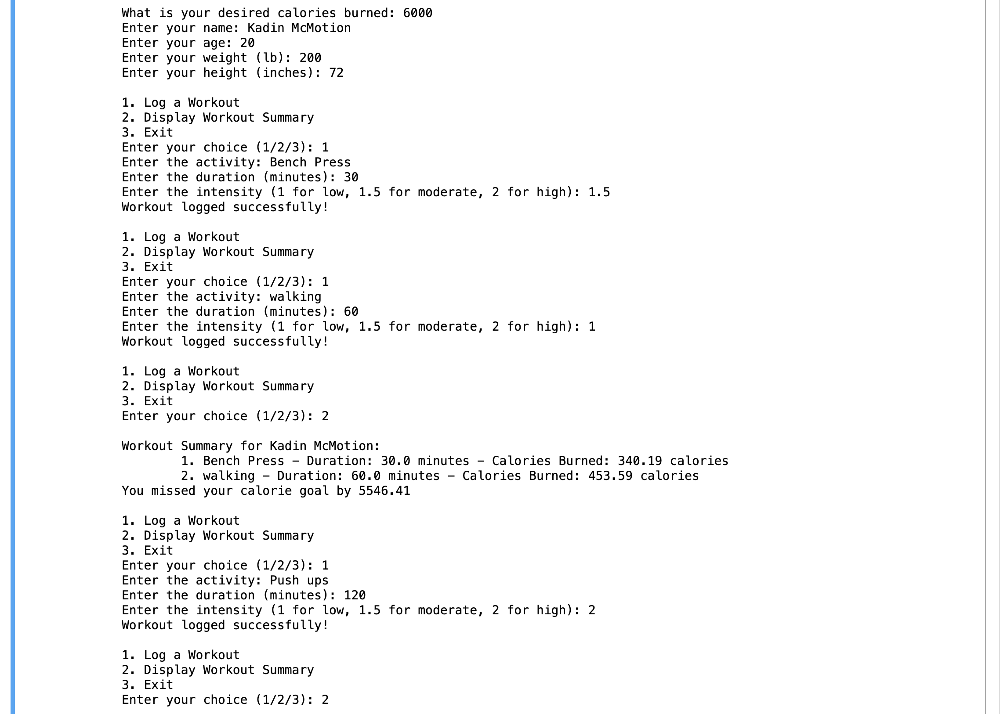 What is your desired calories burned: 6000
Enter your name: Kadin McMotion
Enter your age: 20
Enter your weight (lb): 200
Enter your height (inches): 72

1. Log a Workout
2. Display Workout Summary
3. Exit
Enter your choice (1/2/3): 1
Enter the activity: Bench Press
Enter the duration (minutes): 30
Enter the intensity (1 for low, 1.5 for moderate, 2 for high): 1.5
Workout logged successfully!

1. Log a Workout
2. Display Workout Summary
3. Exit
Enter your choice (1/2/3): 1
Enter the activity: walking
Enter the duration (minutes): 60
Enter the intensity (1 for low, 1.5 for moderate, 2 for high): 1
Workout logged successfully!

1. Log a Workout
2. Display Workout Summary
3. Exit
Enter your choice (1/2/3): 2

Workout Summary for Kadin McMotion:
        1. Bench Press – Duration: 30.0 minutes – Calories Burned: 340.19 calories
        2. walking – Duration: 60.0 minutes – Calories Burned: 453.59 calories
You missed your calorie goal by 5546.41

1. Log a Workout
2. Display Workout Summary
3. Exit
Enter your choice (1/2/3): 1
Enter the activity: Push ups
Enter the duration (minutes): 120
Enter the intensity (1 for low, 1.5 for moderate, 2 for high): 2
Workout logged successfully!

1. Log a Workout
2. Display Workout Summary
3. Exit
Enter your choice (1/2/3): 2